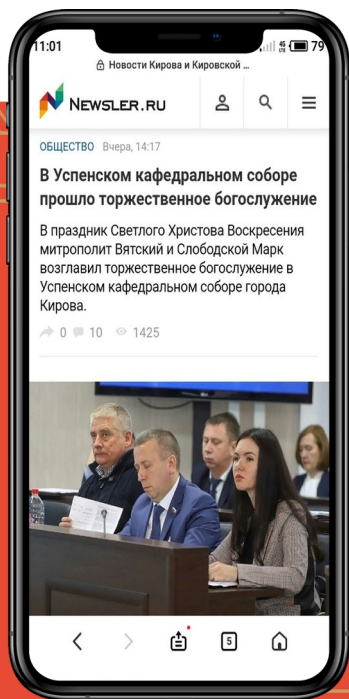 11:01
79
Новости Кирова и Кировской ...
NEWSLER.RU
ОБЩЕСТВО Вчера, 14:17
В Успенском кафедральном соборе
прошло торжественное богослужение
В праздник Светлого Христова Воскресения
митрополит Вятский и Слободской Марк
возглавил торжественное богослужение в
Успенском кафедральном соборе города
Кирова.
0 10 1425
5